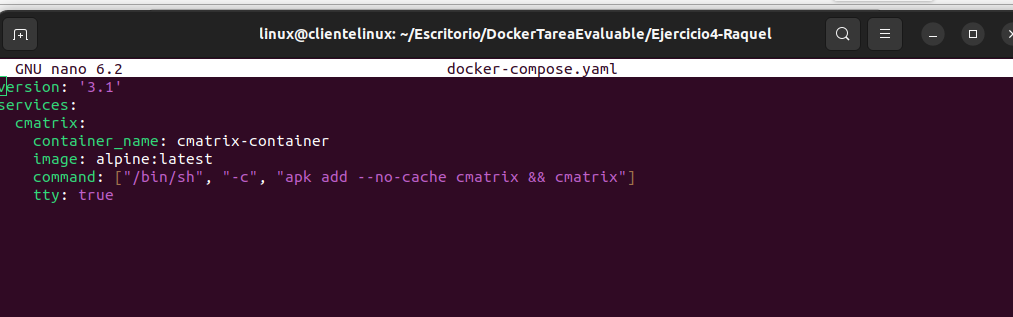 linux@clientelinux: ~/Escritorio/DockerTareaEvaluable/Ejercicio4-Raquel
GNU nano 6.2 docker-compose.yaml
version: '3.1'
services:
  cmatrix:
    container_name: cmatrix-container
    image: alpine:latest
    command: ["/bin/sh", "-c", "apk add --no-cache cmatrix && cmatrix"]
    tty: true